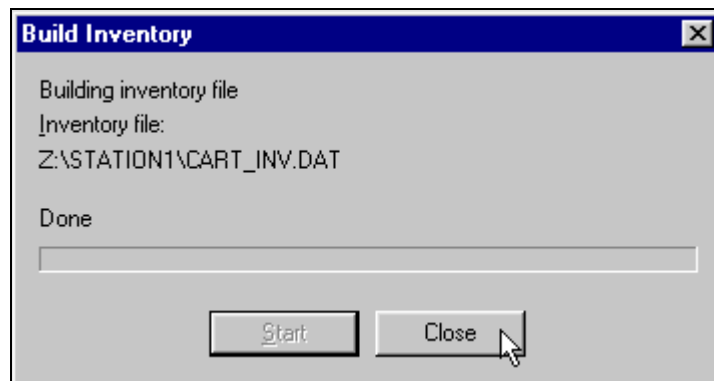 Build Inventory
Building inventory file
Inventory file:
Z:\STATION1\CART_INV.DAT
Done
Start Close